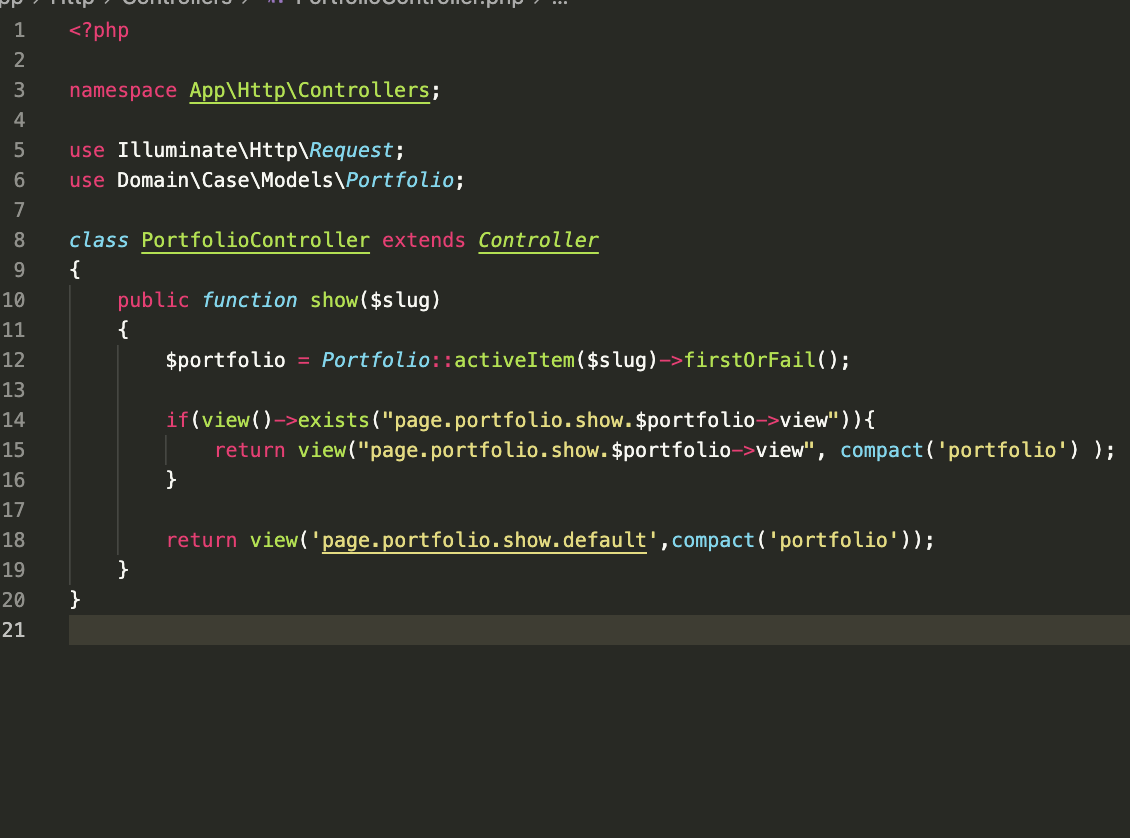 Http > Controllers > PortfolioController.php > ...
1 <?php
2
3 namespace App\Http\Controllers;
4
5 use Illuminate\Http\Request;
6 use Domain\Case\Models\Portfolio;
7
8 class PortfolioController extends Controller
9 {
10     public function show($slug)
11     {
12         $portfolio = Portfolio::activeItem($slug)->firstOrFail();
13
14         if(view()->exists("page.portfolio.show.$portfolio->view")){
15             return view("page.portfolio.show.$portfolio->view", compact('portfolio') );
16         }
17
18         return view('page.portfolio.show.default',compact('portfolio'));
19     }
20 }
21